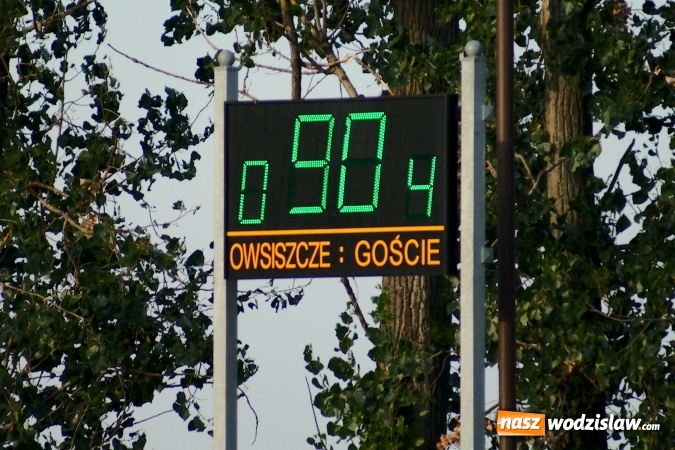 0 90 4
OWSISZCZE : GOŚCIE
nasz wodzislaw.com